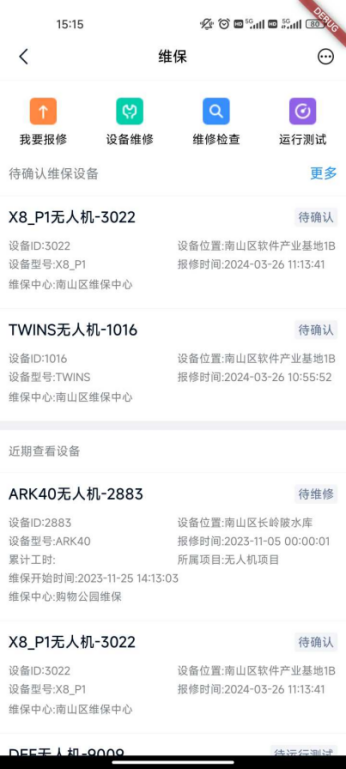 15:15
HD 5G HD 5G 80
DEBUG
维保
我要报修 设备维修 维修检查 运行测试
待确认维保设备 更多
X8_P1无人机-3022 待确认
设备ID:3022 设备位置:南山区软件产业基地1B
设备型号:X8_P1 报修时间:2024-03-26 11:13:41
维保中心:南山区维保中心
TWINS无人机-1016 待确认
设备ID:1016 设备位置:南山区软件产业基地1B
设备型号:TWINS 报修时间:2024-03-26 10:55:52
维保中心:南山区维保中心
近期查看设备
ARK40无人机-2883 待维修
设备ID:2883 设备位置:南山区长岭陂水库
设备型号:ARK40 报修时间:2023-11-05 00:00:01
累计工时: 所属项目:无人机项目
维保开始时间:2023-11-25 14:13:03
维保中心:购物公园维保
X8_P1无人机-3022 待确认
设备ID:3022 设备位置:南山区软件产业基地1B
设备型号:X8_P1 报修时间:2024-03-26 11:13:41
维保中心:南山区维保中心
DEF无人机-9009 待运行测试